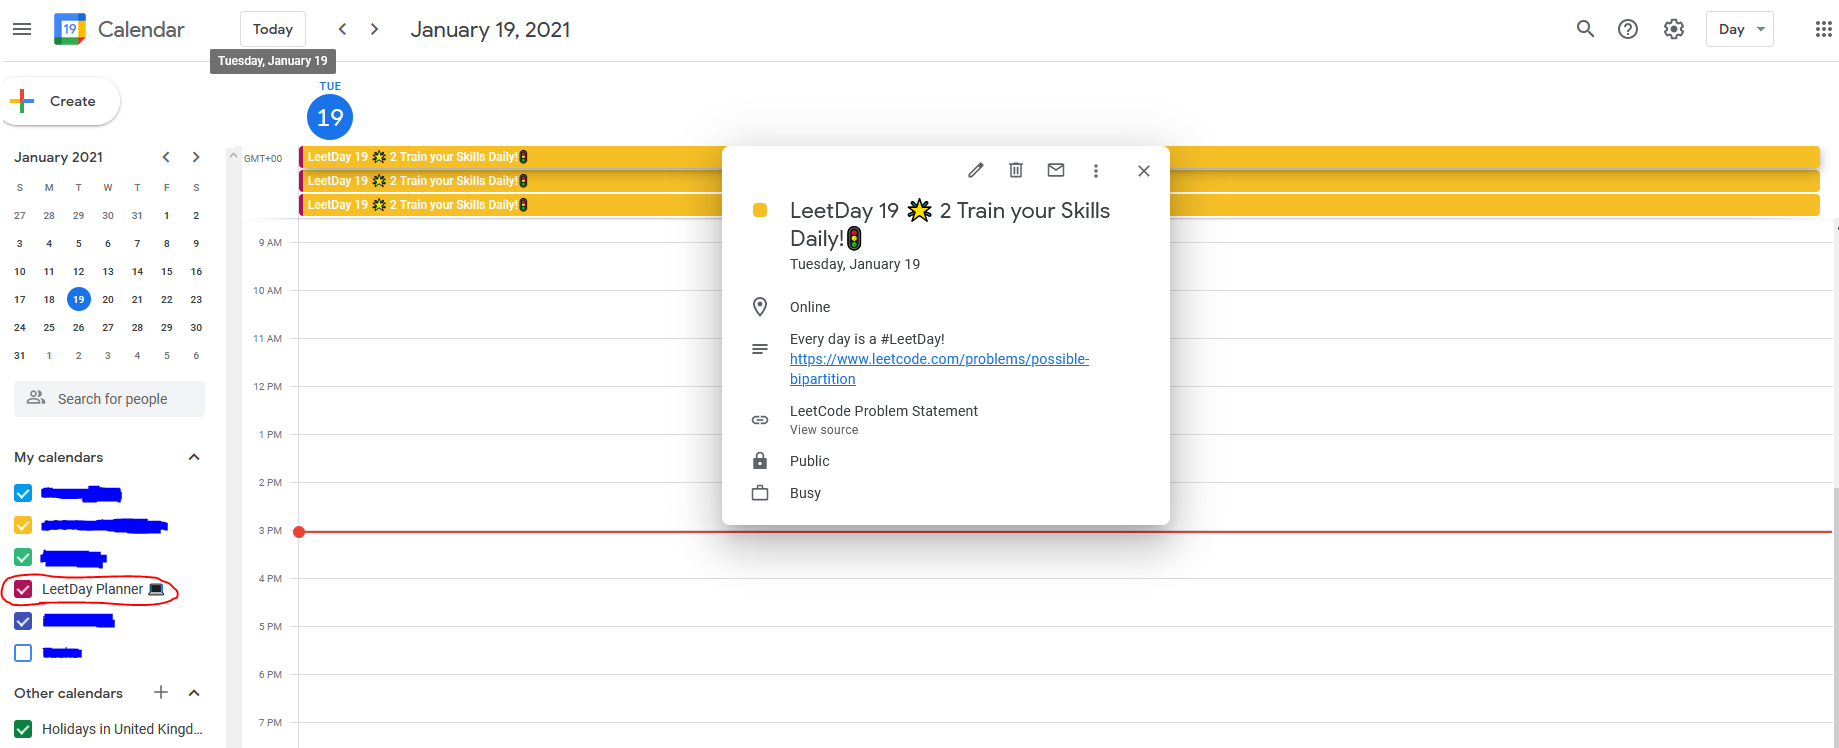 19
Calendar
Today
January 19, 2021
Day
Tuesday, January 19
Create
January 2021
S M T W T F S
27 28 29 30 31 1 2
3 4 5 6 7 8 9
10 11 12 13 14 15 16
17 18 19 20 21 22 23
24 25 26 27 28 29 30
31 1 2 3 4 5 6
Search for people
My calendars
LeetDay Planner 💻
Other calendars
Holidays in United Kingd...
TUE
19
GMT+00
LeetDay 19 🌟 2 Train your Skills Daily!🚦
LeetDay 19 🌟 2 Train your Skills Daily!🚦
LeetDay 19 🌟 2 Train your Skills Daily!🚦
9 AM
10 AM
11 AM
12 PM
1 PM
2 PM
3 PM
4 PM
5 PM
6 PM
7 PM
LeetDay 19 🌟 2 Train your Skills
Daily!🚦
Tuesday, January 19
Online
Every day is a #LeetDay!
https://www.leetcode.com/problems/possible-
bipartition
LeetCode Problem Statement
View source
Public
Busy